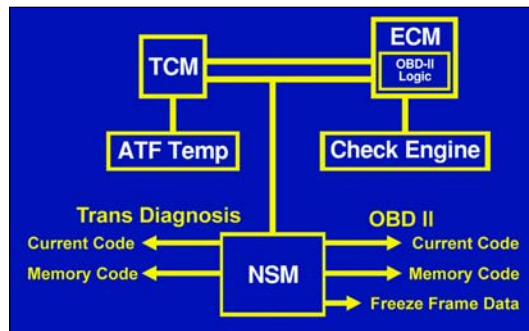 ECM
TCM
OBD-II
Logic
ATF Temp
Check Engine
Trans Diagnosis
OBD II
Current Code
Current Code
NSM
Memory Code
Memory Code
Freeze Frame Data